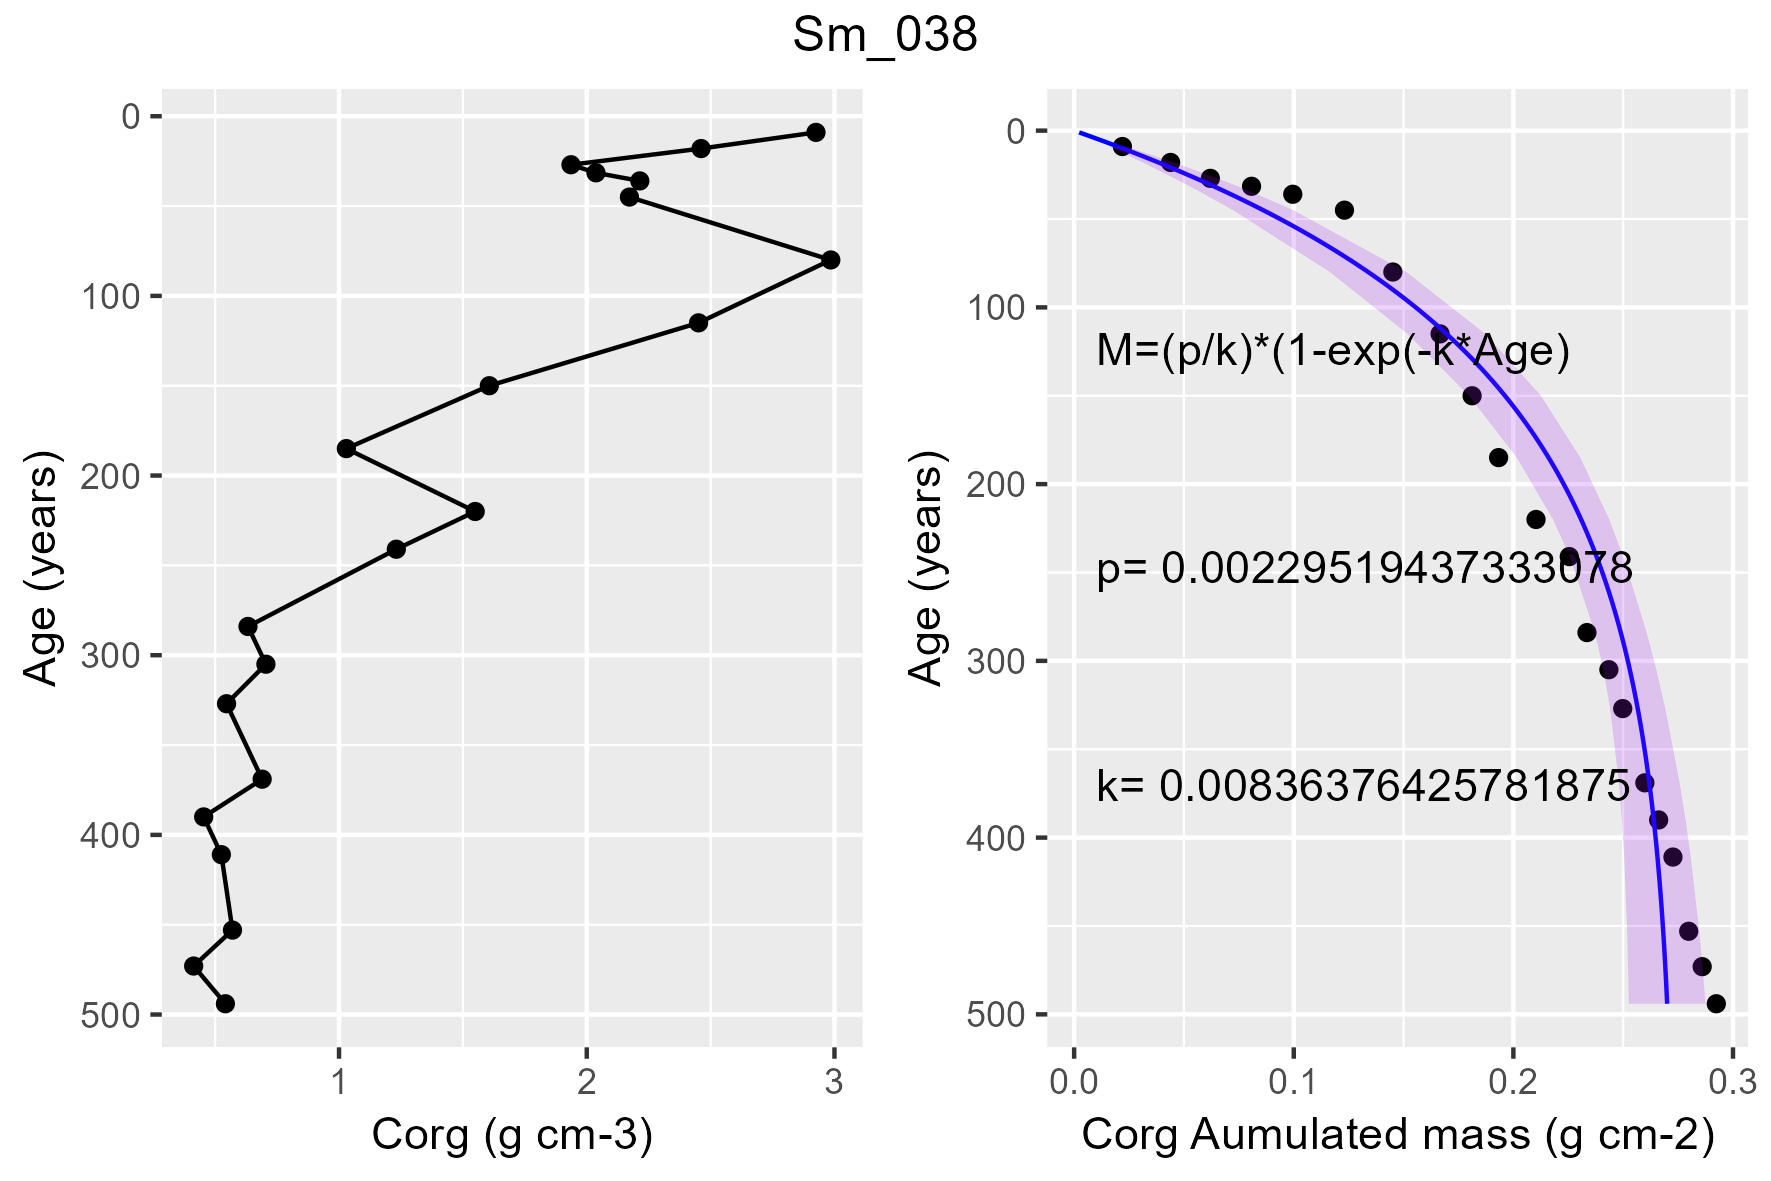 Sm_038
0
100
200
300
400
500
Age (years)
1
2
3
Corg (g cm-3)
0
100
200
300
400
500
Age (years)
M=(p/k)*(1-exp(-k*Age)
p= 0.00229519437333078
k= 0.00836376425781875
0.0
0.1
0.2
0.3
Corg Aumulated mass (g cm-2)